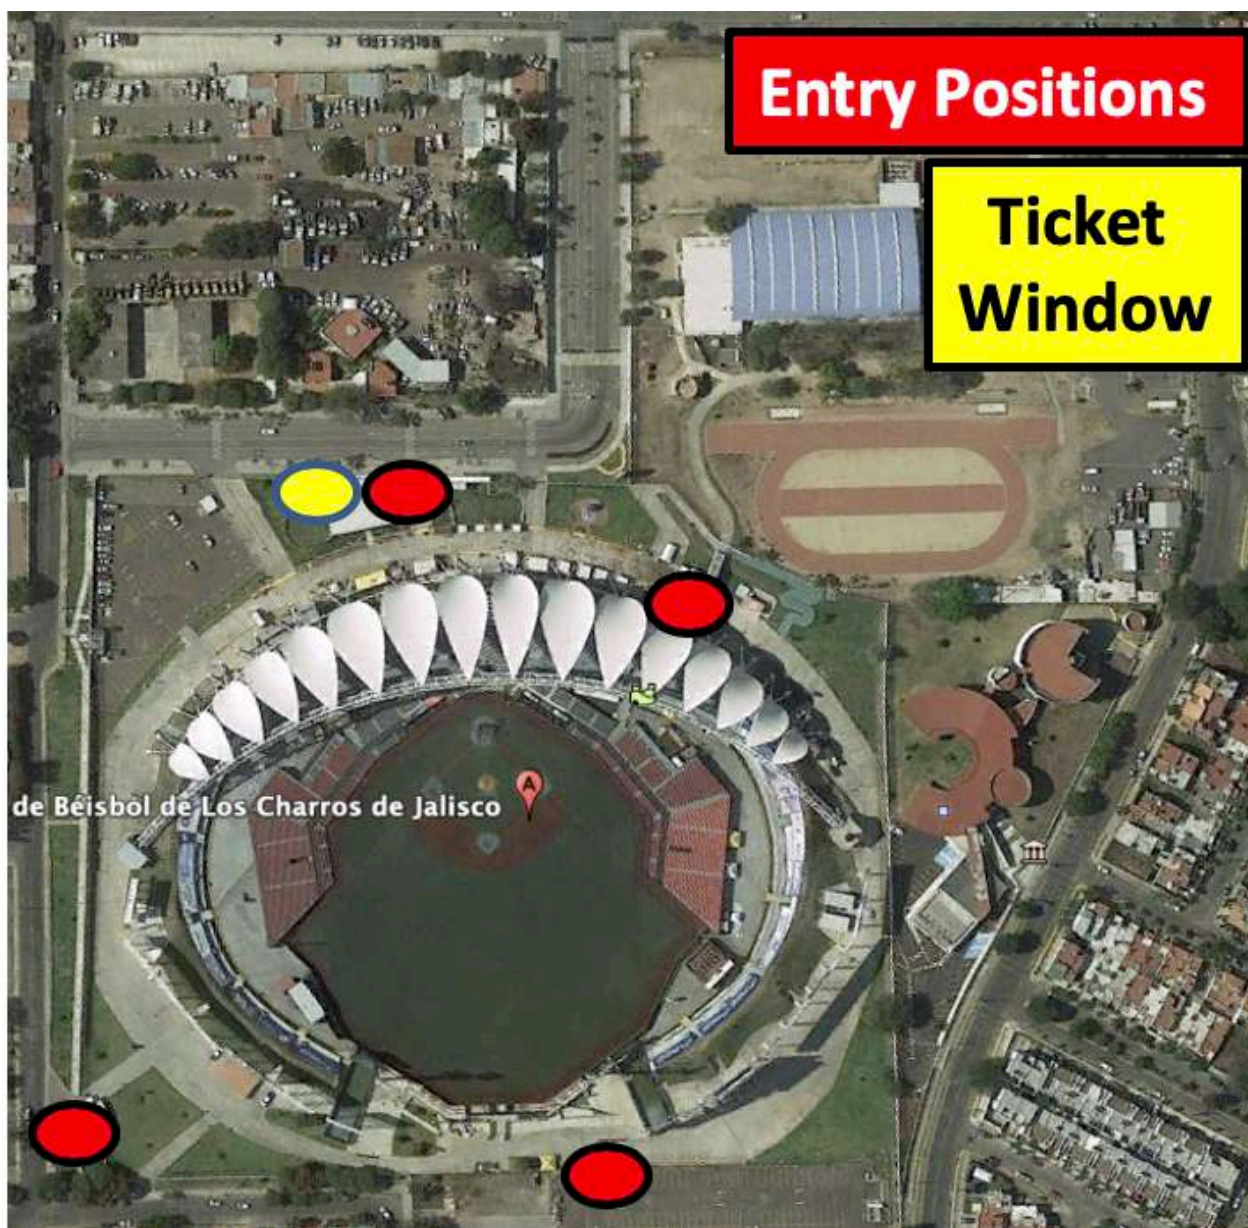 Entry Positions
Ticket
Window
A
de Béisbol de Los Charros de Jalisco